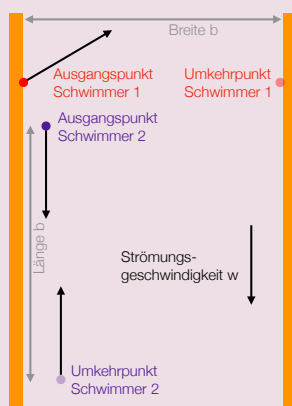 Breite b
Ausgangspunkt
Schwimmer 1
Umkehrpunkt
Schwimmer 1
Ausgangspunkt
Schwimmer 2
Länge b
Strömungs-
geschwindigkeit w
Umkehrpunkt
Schwimmer 2